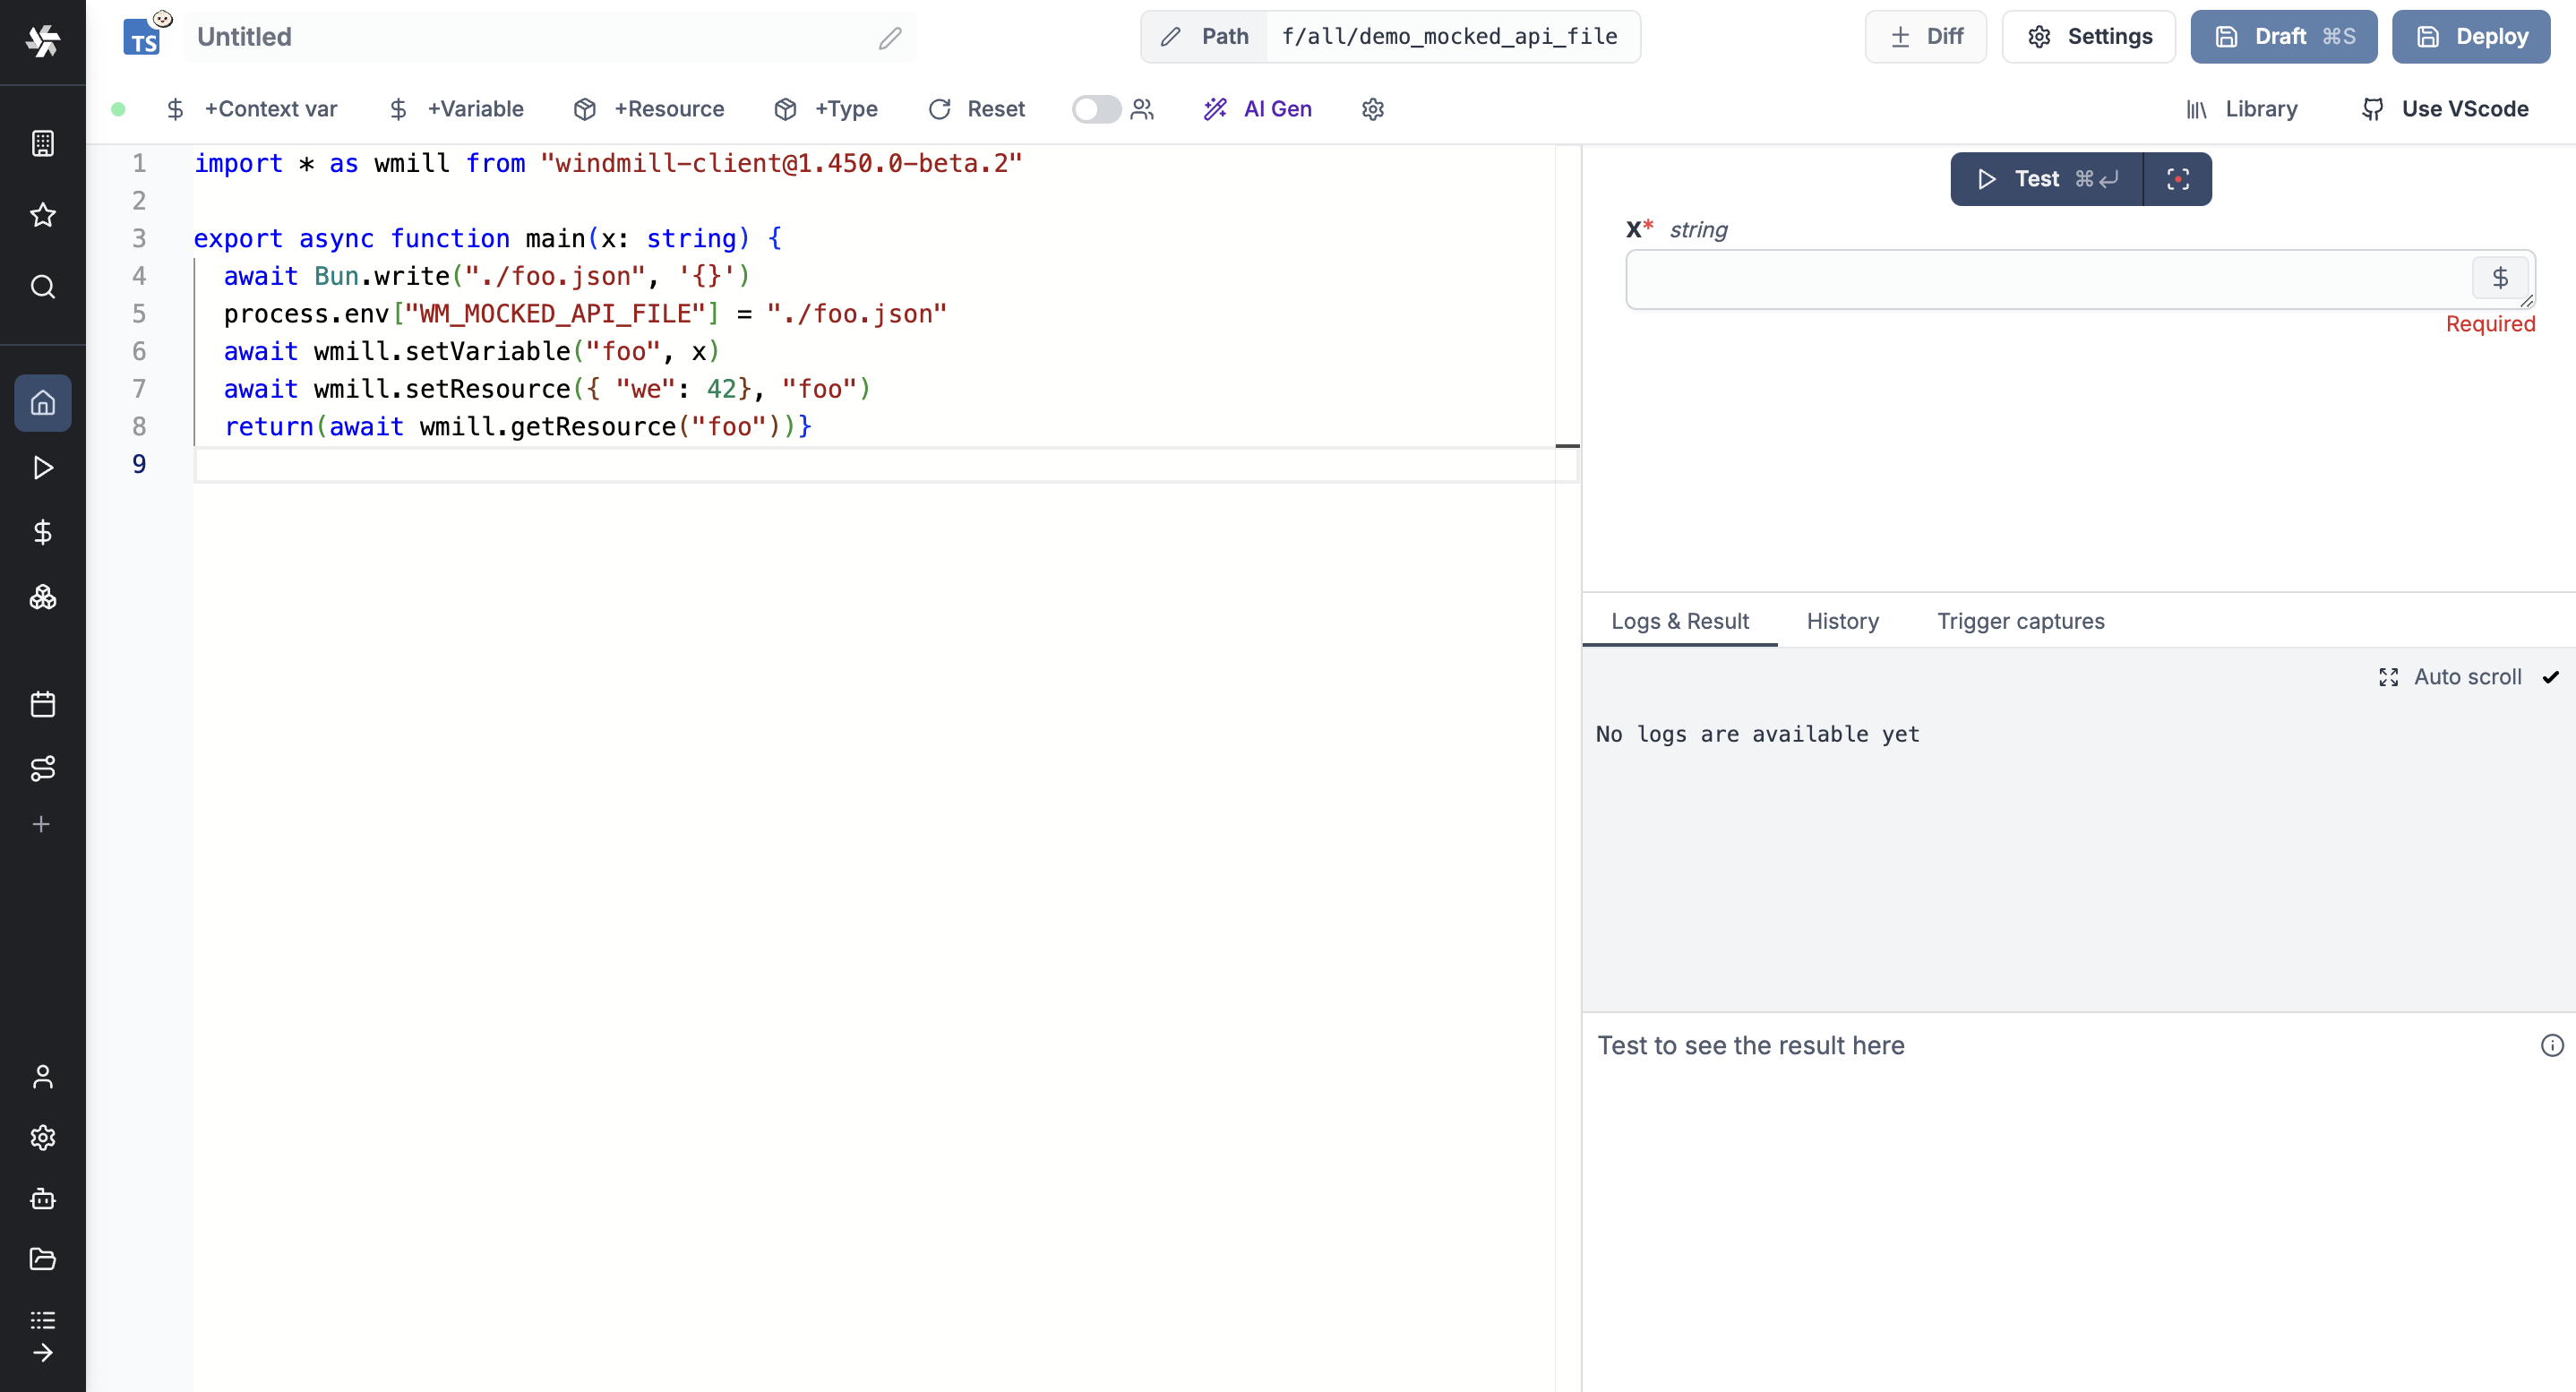 TS
Untitled
Path f/all/demo_mocked_api_file
Diff
Settings
Draft ⌘S
Deploy
+Context var
+Variable
+Resource
+Type
Reset
AI Gen
Library
Use VScode
1 import * as wmill from "windmill-client@1.450.0-beta.2"
2
3 export async function main(x: string) {
4 await Bun.write("./foo.json", '{}')
5 process.env["WM_MOCKED_API_FILE"] = "./foo.json"
6 await wmill.setVariable("foo", x)
7 await wmill.setResource({ "we": 42}, "foo")
8 return(await wmill.getResource("foo"))}
9
Test ⌘
X* string
$
Required
Logs & Result
History
Trigger captures
Auto scroll
No logs are available yet
Test to see the result here